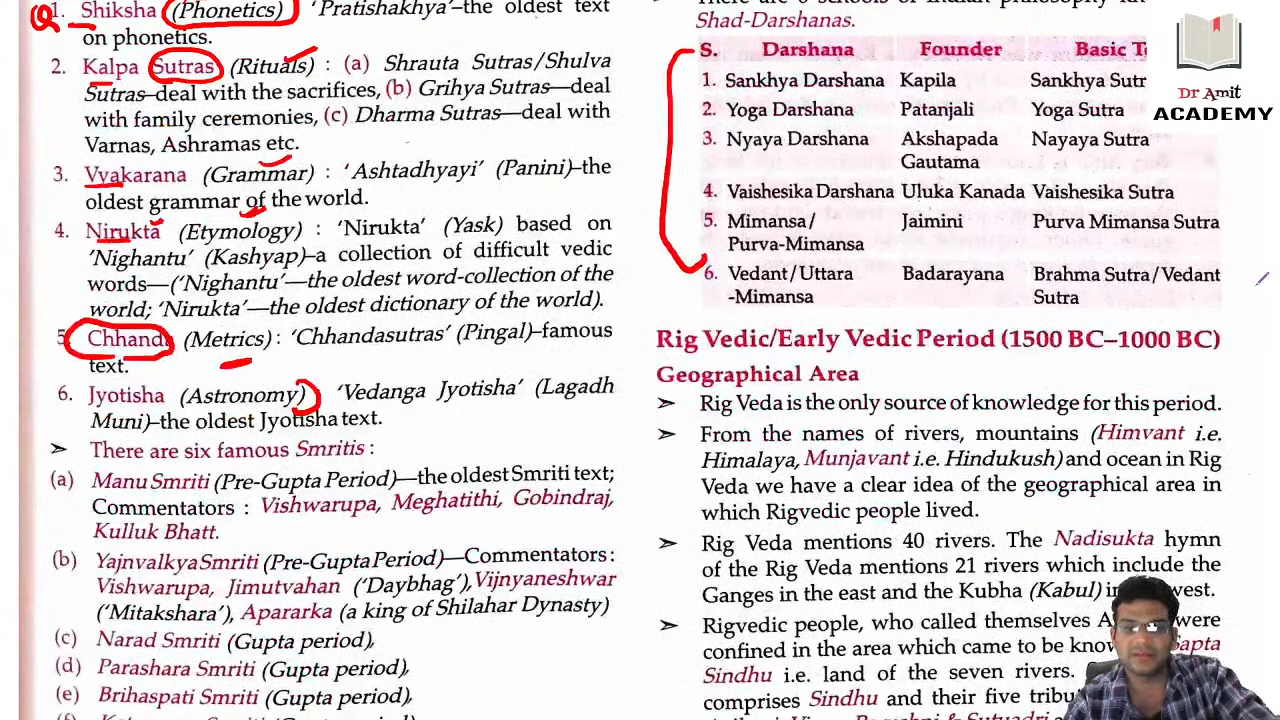 1. Shiksha (Phonetics) 'Pratishakhya'–the oldest text
on phonetics.
2. Kalpa Sutras (Rituals) : (a) Shrauta Sutras/Shulva
Sutras–deal with the sacrifices, (b) Grihya Sutras—deal
with family ceremonies, (c) Dharma Sutras—deal with
Varnas, Ashramas etc.
3. Vyakarana (Grammar) : 'Ashtadhyayi' (Panini)–the
oldest grammar of the world.
4. Nirukta (Etymology) : 'Nirukta' (Yask) based on
'Nighantu' (Kashyap)–a collection of difficult vedic
words—('Nighantu'—the oldest word-collection of the
world; 'Nirukta'—the oldest dictionary of the world).
5. Chhanda (Metrics) : 'Chhandasutras' (Pingal)–famous
text.
6. Jyotisha (Astronomy) : 'Vedanga Jyotisha' (Lagadh
Muni)–the oldest Jyotisha text.
➢ There are six famous Smritis :
(a) Manu Smriti (Pre-Gupta Period)—the oldest Smriti text;
Commentators : Vishwarupa, Meghatithi, Gobindraj,
Kulluk Bhatt.
(b) Yajnvalkya Smriti (Pre-Gupta Period)—Commentators :
Vishwarupa, Jimutvahan ('Daybhag'), Vijnyaneshwar
('Mitakshara'), Apararka (a king of Shilahar Dynasty)
(c) Narad Smriti (Gupta period),
(d) Parashara Smriti (Gupta period),
(e) Brihaspati Smriti (Gupta period),
Shad-Darshanas.
S. Darshana Founder Basic T
1. Sankhya Darshana Kapila Sankhya Sutr
2. Yoga Darshana Patanjali Yoga Sutra
3. Nyaya Darshana Akshapada Nayaya Sutra
Gautama
4. Vaishesika Darshana Uluka Kanada Vaishesika Sutra
5. Mimansa/ Jaimini Purva Mimansa Sutra
Purva-Mimansa
6. Vedant/Uttara Badarayana Brahma Sutra/Vedant
-Mimansa Sutra
Rig Vedic/Early Vedic Period (1500 BC–1000 BC)
Geographical Area
➢ Rig Veda is the only source of knowledge for this period.
➢ From the names of rivers, mountains (Himvant i.e.
Himalaya, Munjavant i.e. Hindukush) and ocean in Rig
Veda we have a clear idea of the geographical area in
which Rigvedic people lived.
➢ Rig Veda mentions 40 rivers. The Nadisukta hymn
of the Rig Veda mentions 21 rivers which include the
Ganges in the east and the Kubha (Kabul) in west.
➢ Rigvedic people, who called themselves were
confined in the area which came to be Sapta
Sindhu i.e. land of the seven rivers.
comprises Sindhu and their five
Dr Amit
ACADEMY